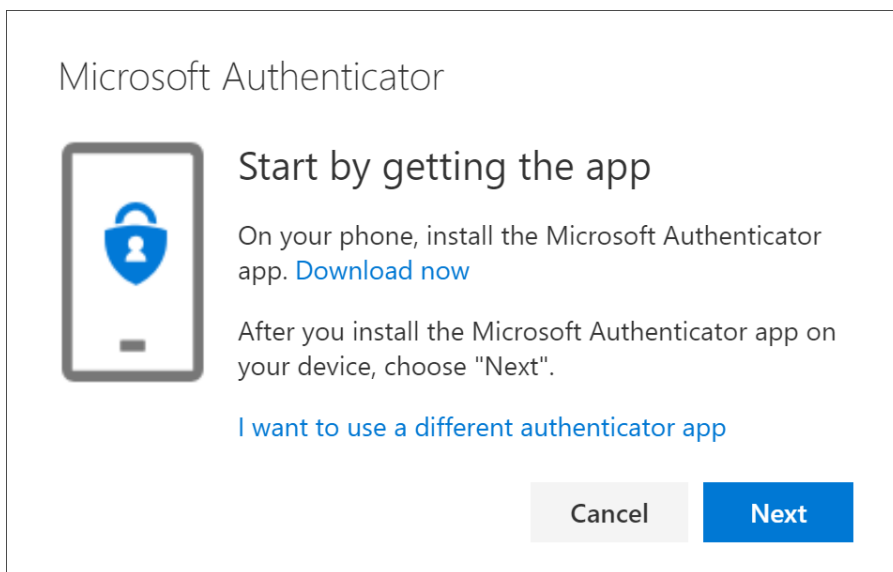 Microsoft Authenticator
Start by getting the app
On your phone, install the Microsoft Authenticator
app. Download now
After you install the Microsoft Authenticator app on
your device, choose "Next".
I want to use a different authenticator app
Cancel
Next